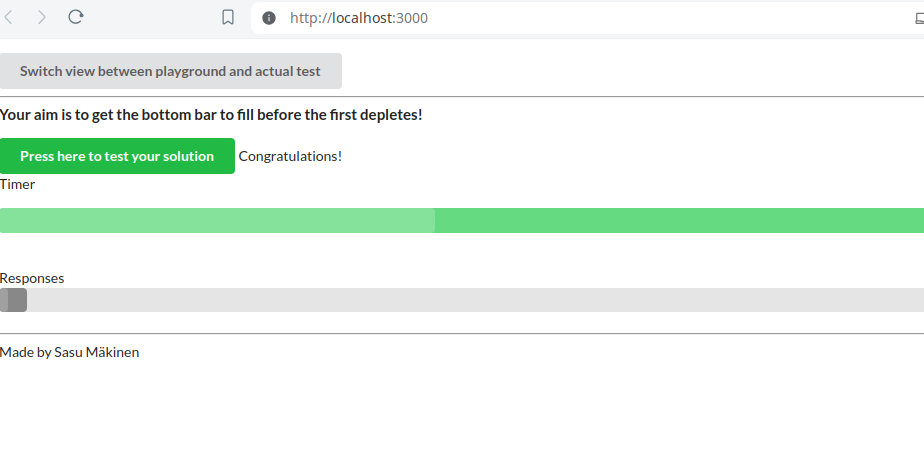 http://localhost:3000
Switch view between playground and actual test
Your aim is to get the bottom bar to fill before the first depletes!
Press here to test your solution Congratulations!
Timer
Responses
Made by Sasu Mäkinen